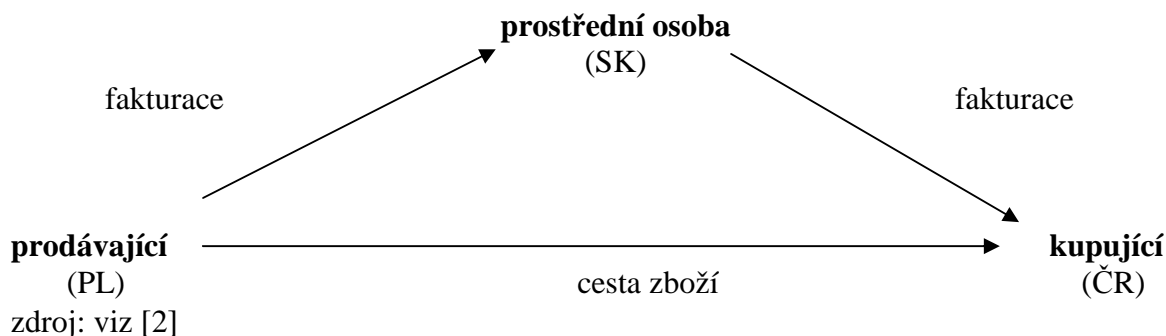 prostřední osoba
(SK)
fakturace
fakturace
prodávající
kupující
(PL)
cesta zboží
(ČR)
zdroj: viz [2]